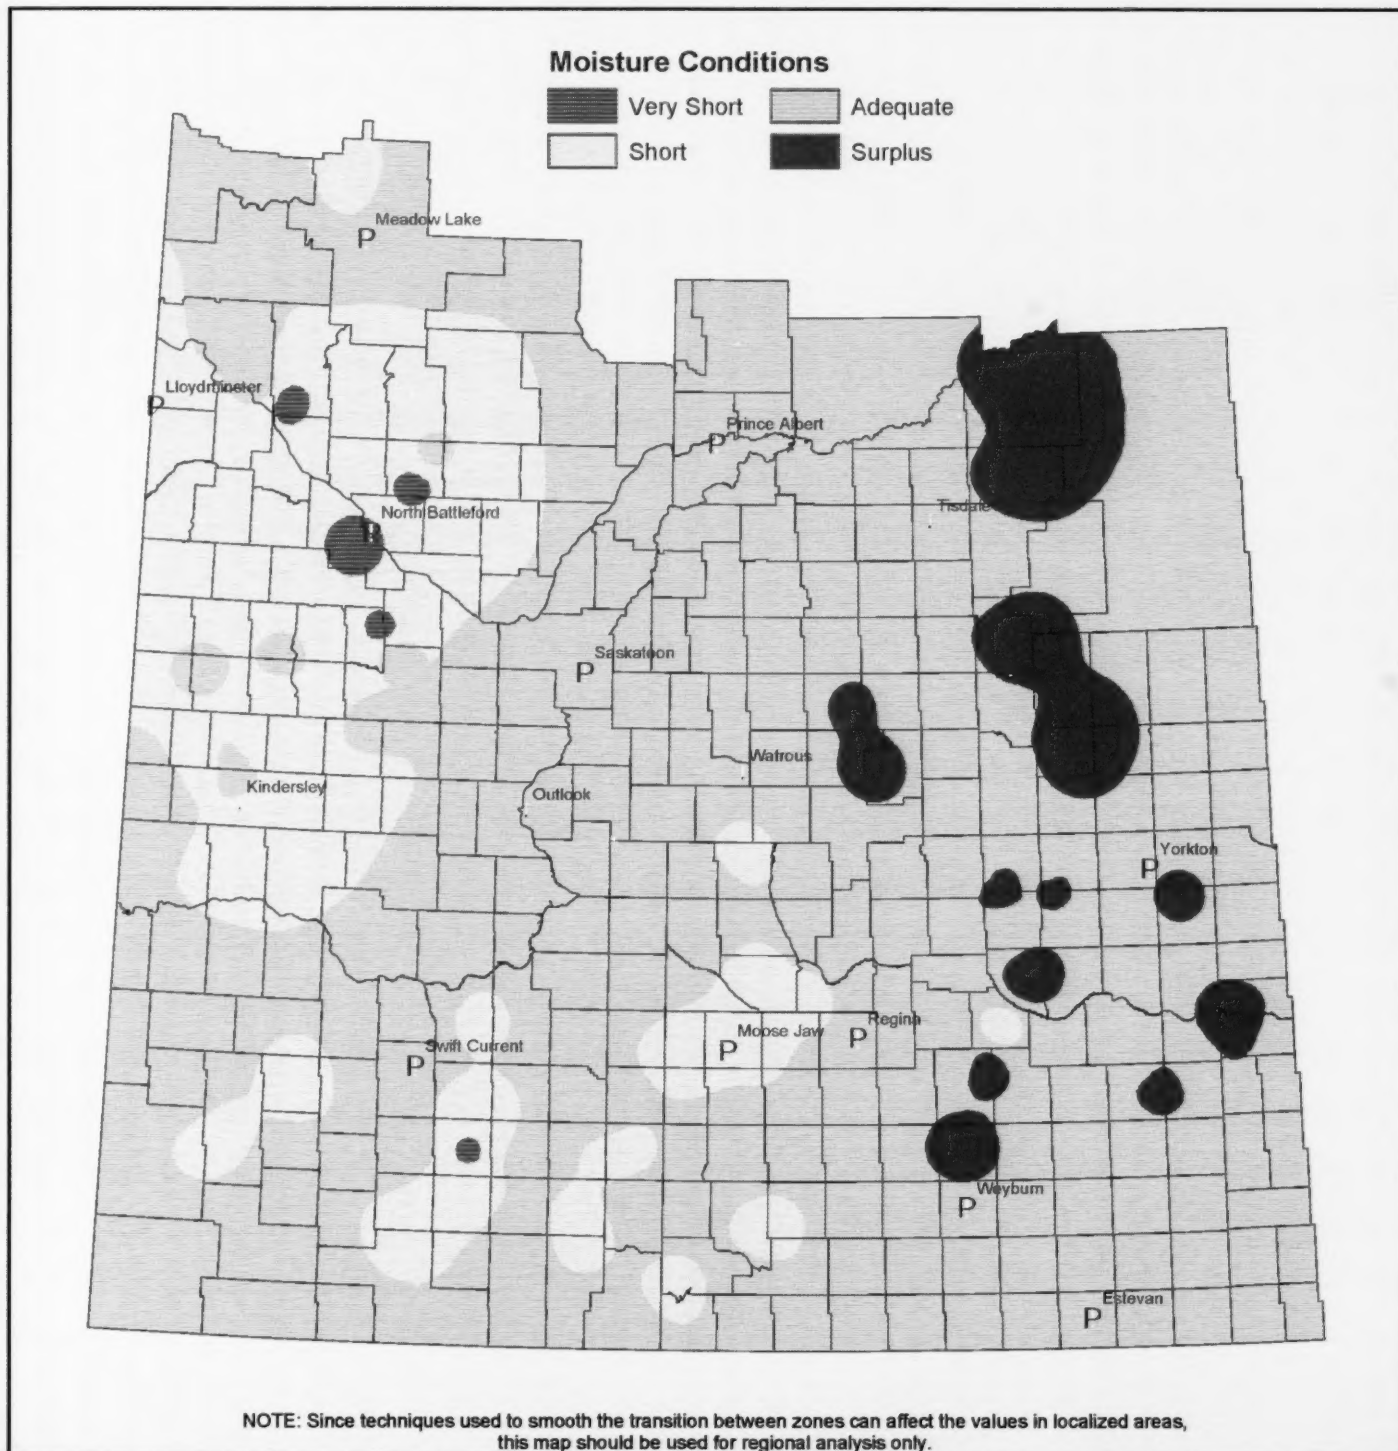 Moisture Conditions
Very Short
Adequate
Short
Surplus
Meadow Lake
P
Lloydminster
P
Prince Albert
P
North Battleford
Tisdale
Saskatoon
P
Watrous
Kindersley
Outlook
Yorkton
P
Regina
P
Moose Jaw
P
Swift Current
P
Weyburn
P
Estevan
P
NOTE: Since techniques used to smooth the transition between zones can affect the values in localized areas,
this map should be used for regional analysis only.